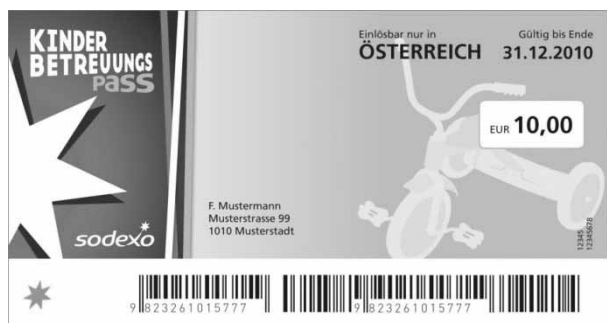 KINDER
BETREUUNGS
PASS
sodexo
Einlösbar nur in
ÖSTERREICH
Gültig bis Ende
31.12.2010
EUR 10,00
F. Mustermann
Musterstrasse 99
1010 Musterstadt
12345
12345678
9 823261015777
9 823261015777